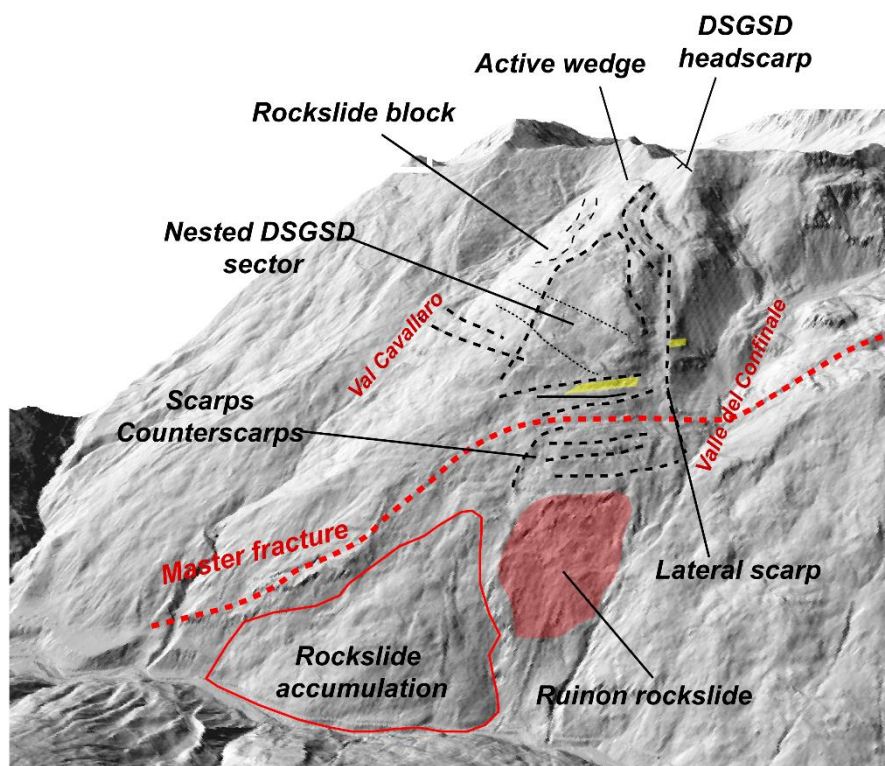 DSGSD
headscarp
Active wedge
Rockslide block
Nested DSGSD
sector
Val Cavallaro
Valle del Confinale
Scarps
Counterscarps
Master fracture
Lateral scarp
Rockslide
accumulation
Ruinon rockslide